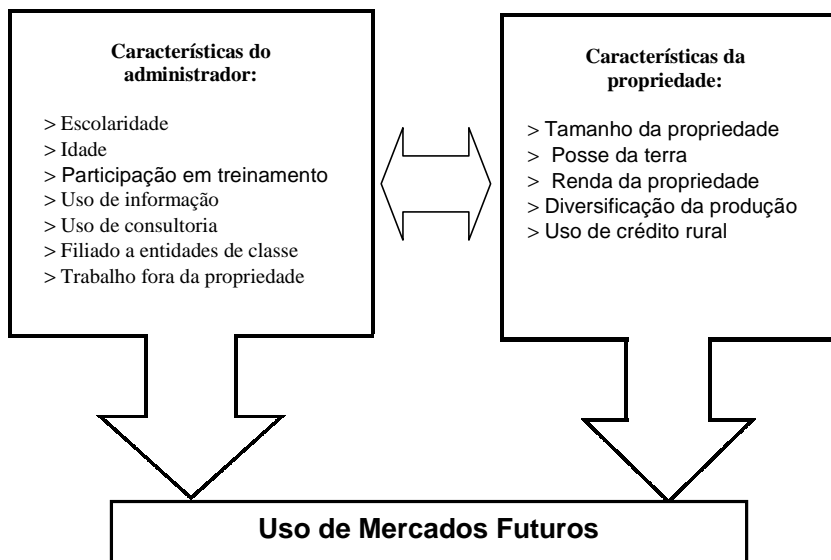 Características do
administrador:
> Escolaridade
> Idade
> Participação em treinamento
> Uso de informação
> Uso de consultoria
> Filiado a entidades de classe
> Trabalho fora da propriedade
Características da
propriedade:
> Tamanho da propriedade
> Posse da terra
> Renda da propriedade
> Diversificação da produção
> Uso de crédito rural
Uso de Mercados Futuros